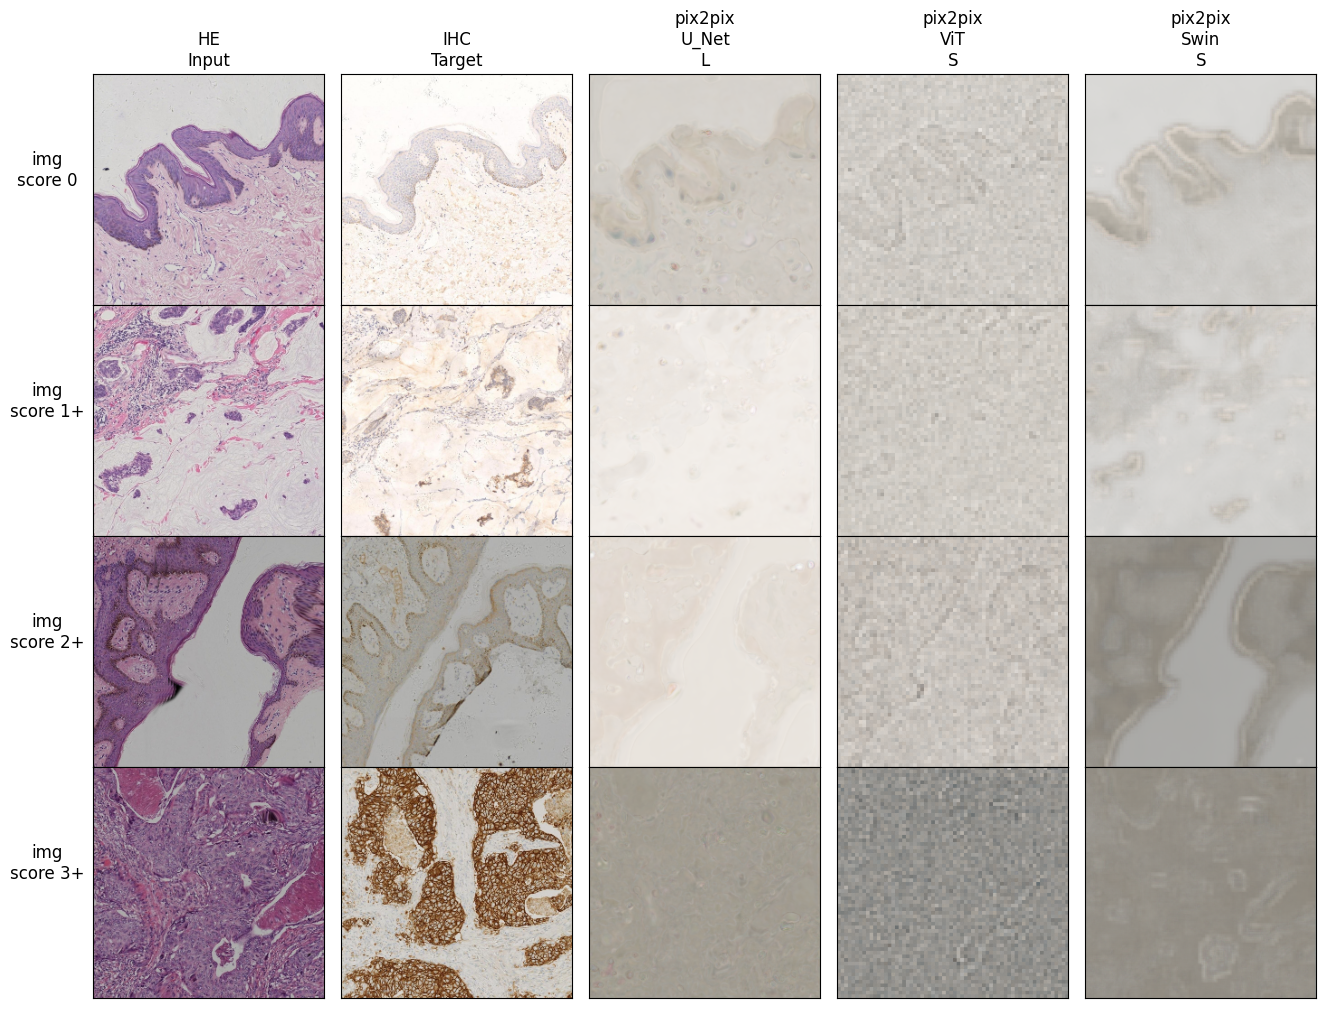 HE
Input
IHC
Target
pix2pix
U_Net
L
pix2pix
ViT
S
pix2pix
Swin
S
img
score 0
img
score 1+
img
score 2+
img
score 3+